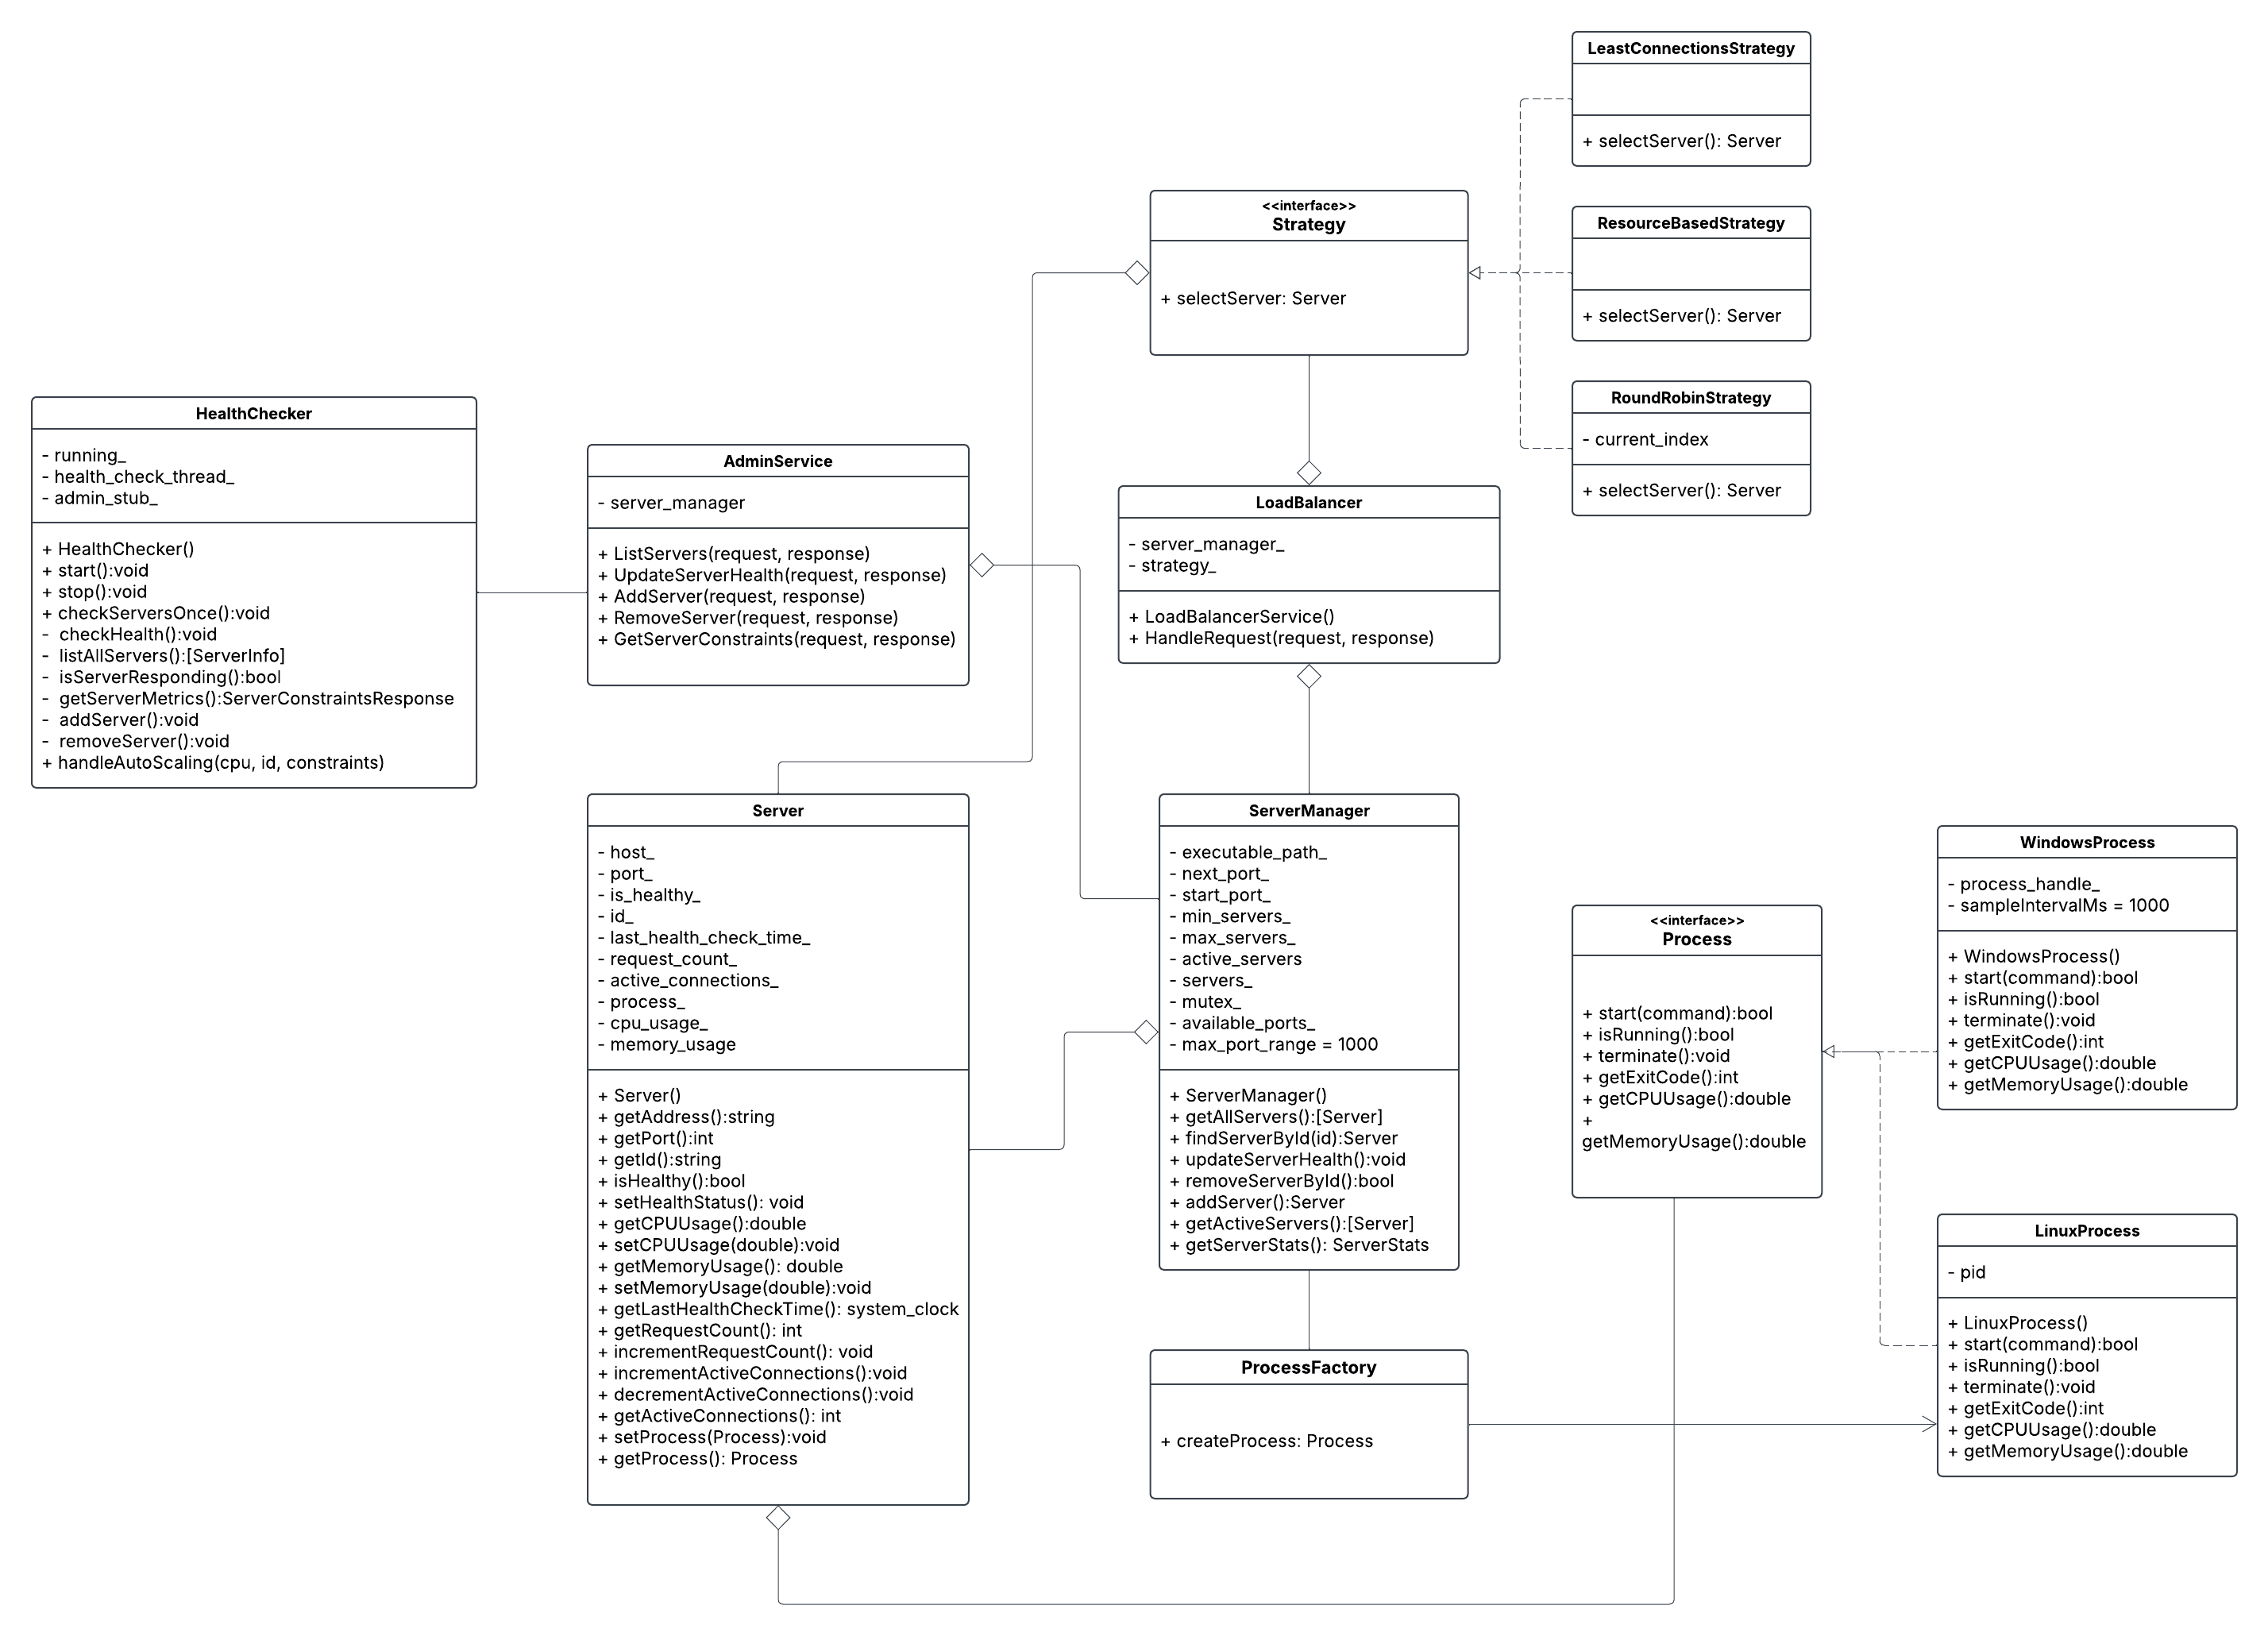 LeastConnectionsStrategy
+ selectServer(): Server
<<interface>>
Strategy
+ selectServer: Server
ResourceBasedStrategy
+ selectServer(): Server
RoundRobinStrategy
- current_index
+ selectServer(): Server
HealthChecker
- running_
- health_check_thread_
- admin_stub_
+ HealthChecker()
+ start():void
+ stop():void
+ checkServersOnce():void
-  checkHealth():void
-  listAllServers():[ServerInfo]
-  isServerResponding():bool
-  getServerMetrics():ServerConstraintsResponse
-  addServer():void
-  removeServer():void
+ handleAutoScaling(cpu, id, constraints)
AdminService
- server_manager
+ ListServers(request, response)
+ UpdateServerHealth(request, response)
+ AddServer(request, response)
+ RemoveServer(request, response)
+ GetServerConstraints(request, response)
LoadBalancer
- server_manager_
- strategy_
+ LoadBalancerService()
+ HandleRequest(request, response)
Server
- host_
- port_
- is_healthy_
- id_
- last_health_check_time_
- request_count_
- active_connections_
- process_
- cpu_usage_
- memory_usage
+ Server()
+ getAddress():string
+ getPort():int
+ getId():string
+ isHealthy():bool
+ setHealthStatus(): void
+ getCPUUsage():double
+ setCPUUsage(double):void
+ getMemoryUsage(): double
+ setMemoryUsage(double):void
+ getLastHealthCheckTime(): system_clock
+ getRequestCount(): int
+ incrementRequestCount(): void
+ incrementActiveConnections():void
+ decrementActiveConnections():void
+ getActiveConnections(): int
+ setProcess(Process):void
+ getProcess(): Process
ServerManager
- executable_path_
- next_port_
- start_port_
- min_servers_
- max_servers_
- active_servers
- servers_
- mutex_
- available_ports_
- max_port_range = 1000
+ ServerManager()
+ getAllServers():[Server]
+ findServerById(id):Server
+ updateServerHealth():void
+ removeServerById():bool
+ addServer():Server
+ getActiveServers():[Server]
+ getServerStats(): ServerStats
ProcessFactory
+ createProcess: Process
<<interface>>
Process
+ start(command):bool
+ isRunning():bool
+ terminate():void
+ getExitCode():int
+ getCPUUsage():double
+
getMemoryUsage():double
WindowsProcess
- process_handle_
- sampleIntervalMs = 1000
+ WindowsProcess()
+ start(command):bool
+ isRunning():bool
+ terminate():void
+ getExitCode():int
+ getCPUUsage():double
+ getMemoryUsage():double
LinuxProcess
- pid
+ LinuxProcess()
+ start(command):bool
+ isRunning():bool
+ terminate():void
+ getExitCode():int
+ getCPUUsage():double
+ getMemoryUsage():double